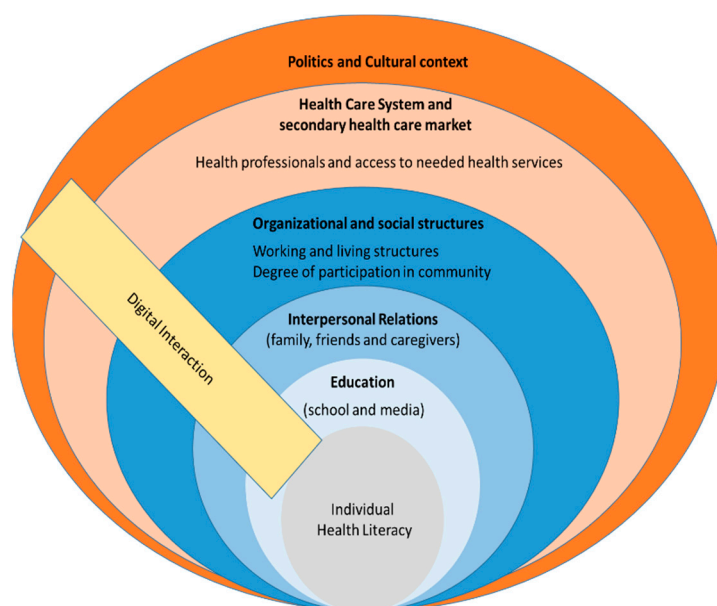 Politics and Cultural context
Health Care System and
secondary health care market
Health professionals and access to needed health services
Organizational and social structures
Working and living structures
Degree of participation in community
Digital Interaction
Interpersonal Relations
(family, friends and caregivers)
Education
(school and media)
Individual
Health Literacy